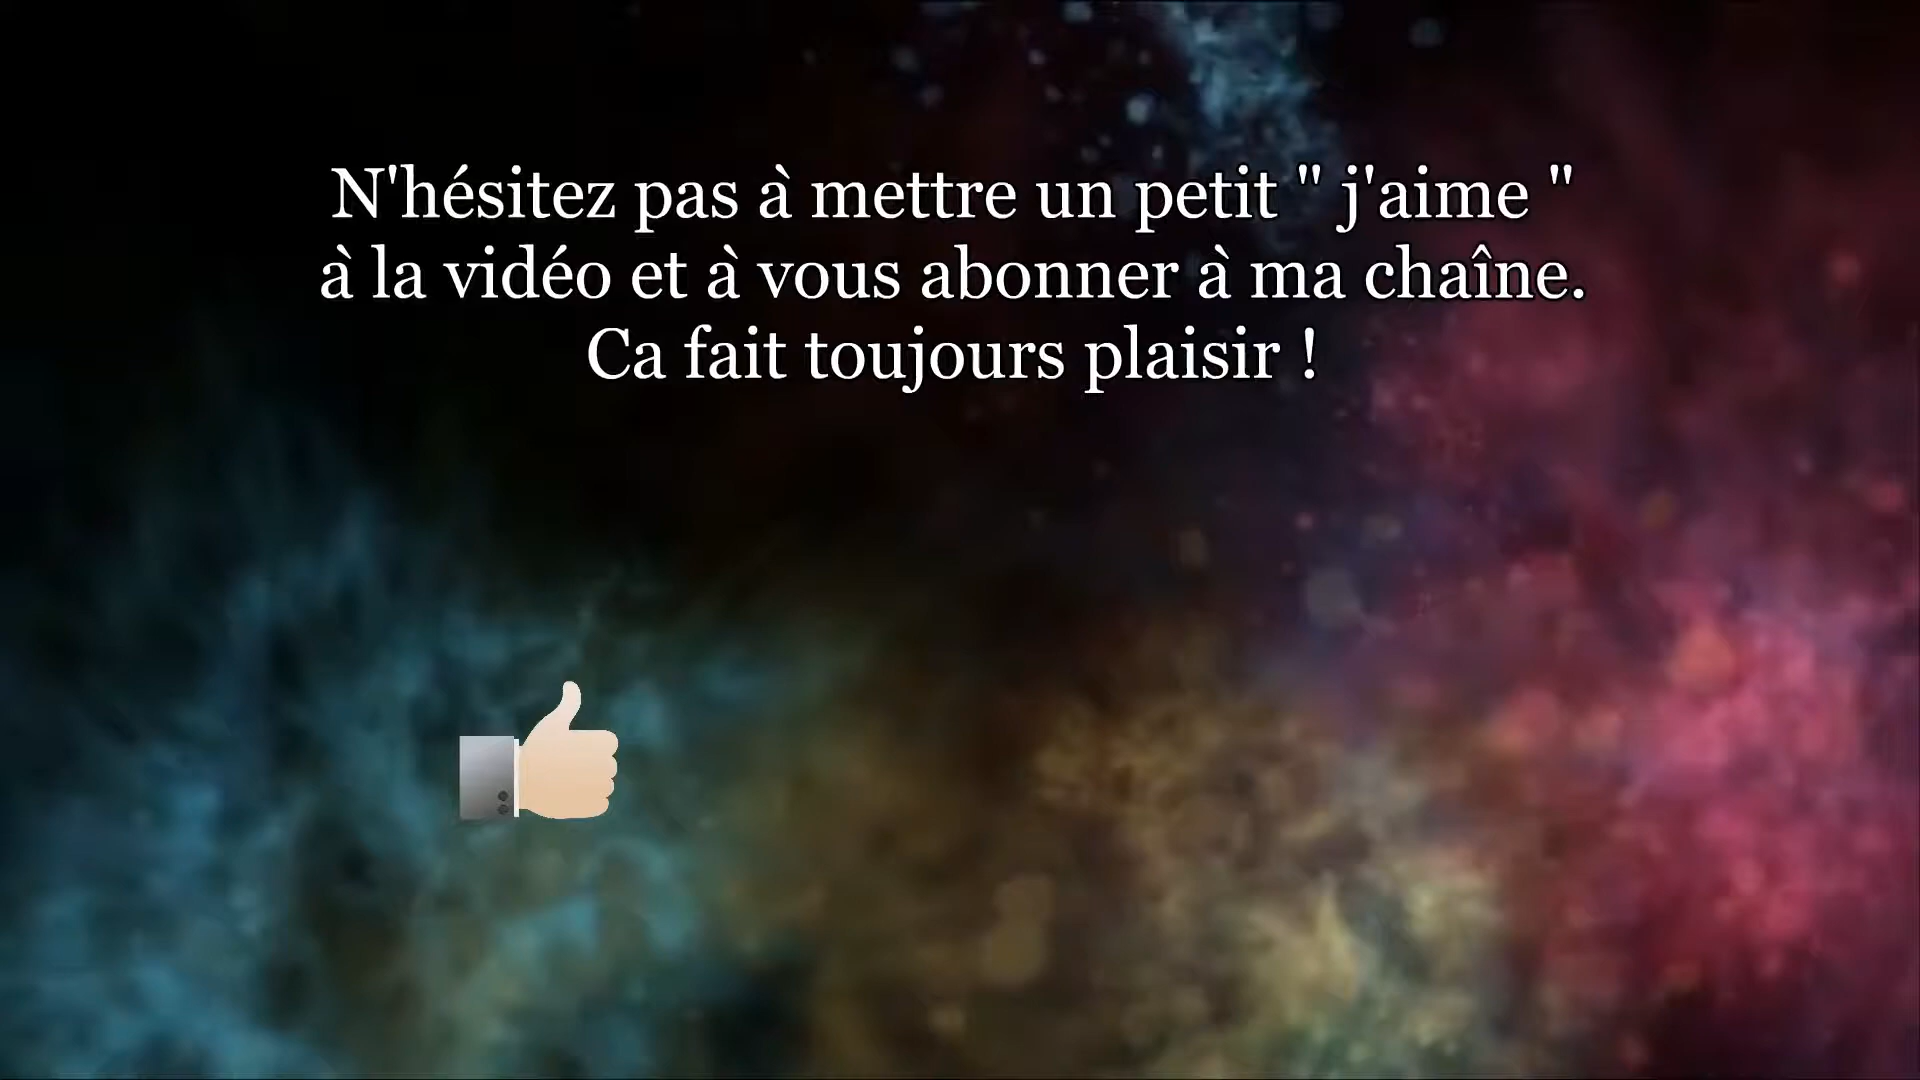 N'hésitez pas à mettre un petit " j'aime "
à la vidéo et à vous abonner à ma chaîne.
Ca fait toujours plaisir !